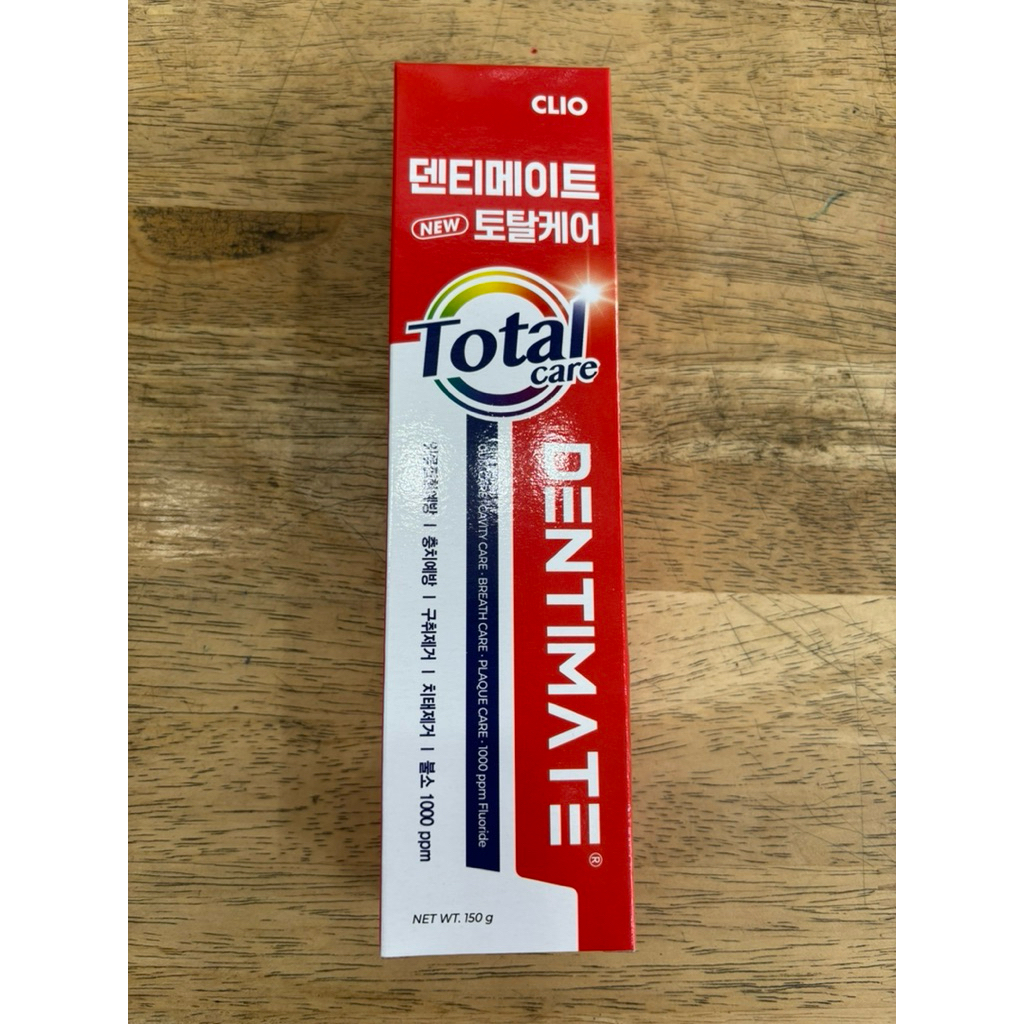 CLIO
덴티메이트
NEW 토탈케어
Total
care
DENTIMATE®
CARE · CAVITY CARE · BREATH CARE · PLAQUE CARE · 1000 ppm Fluoride
충치예방 | 구취제거 | 치태제거 | 불소 1000 ppm
NET WT. 150 g